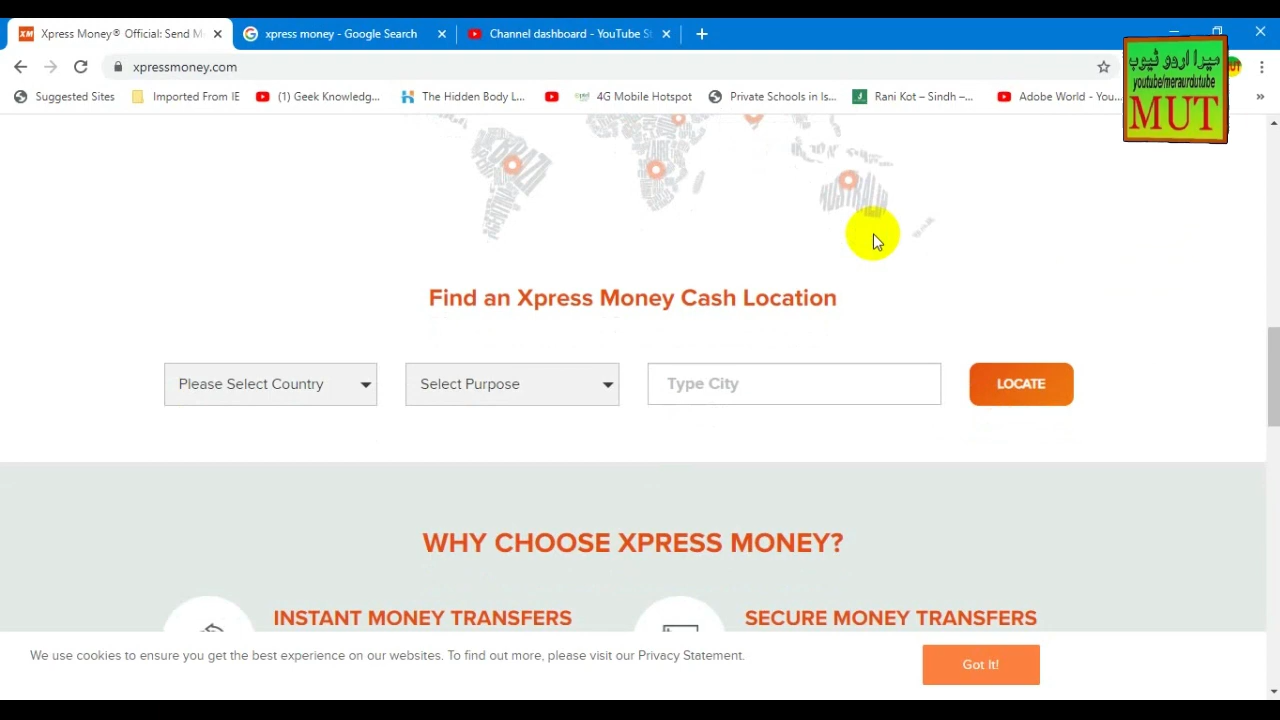 Xpress Money® Official: Send M
xpress money - Google Search
Channel dashboard - YouTube St
xpressmoney.com
Suggested Sites
Imported From IE
(1) Geek Knowledg...
The Hidden Body L...
4G Mobile Hotspot
Private Schools in Is...
Rani Kot – Sindh –...
Adobe World - You...
»
میرا اردو ٹیوب
youtube/meraurdutube
MUT
BRAZIL
ARGENTINA
ZAIRE
AUSTRALIA
Find an Xpress Money Cash Location
Please Select Country
Select Purpose
Type City
LOCATE
WHY CHOOSE XPRESS MONEY?
INSTANT MONEY TRANSFERS
SECURE MONEY TRANSFERS
We use cookies to ensure you get the best experience on our websites. To find out more, please visit our Privacy Statement.
Got It!